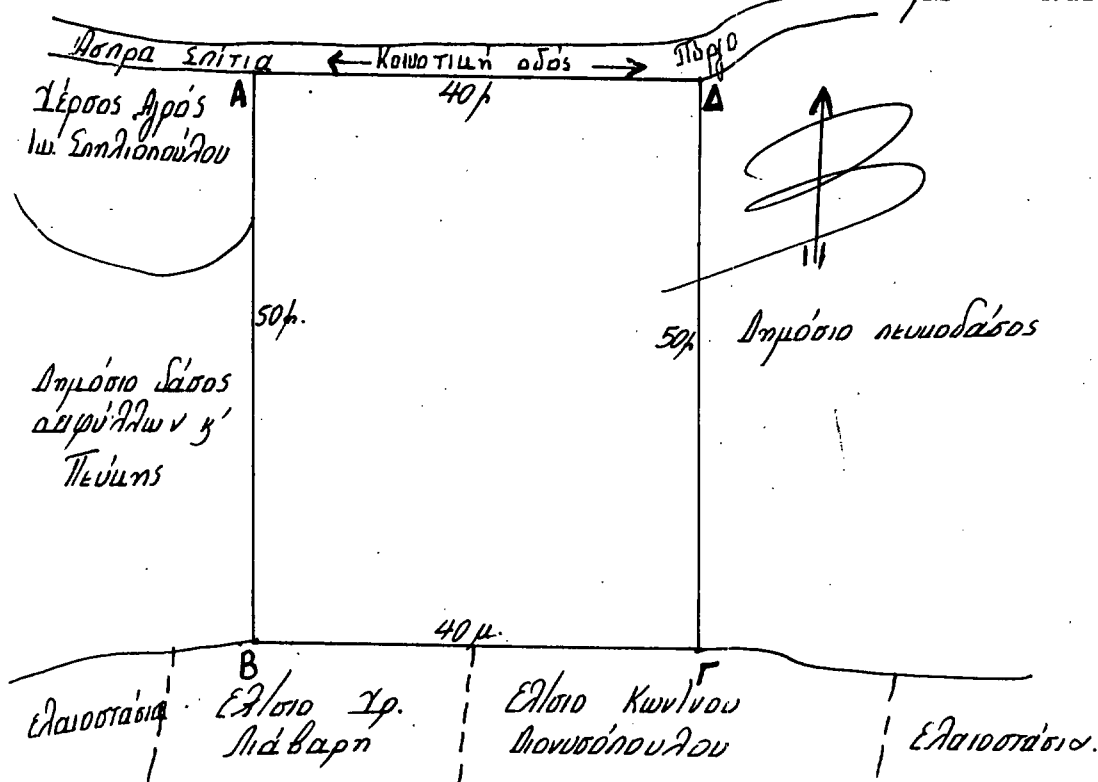 Άσπρα Σπίτια ← Κοινοτική οδός → Πύργο
Α 40μ Δ
Χέρσος Αγρός
Ιω. Σπηλιοπούλου
50μ.
50μ
Δημόσιο πευκοδάσος
Δημόσιο δάσος
αειφύλλων κ'
Πεύκης
40μ.
Β Γ
Ελαιοστάσια
Ελ/σιο Χρ.
Λιάβαρη
Ελ/σιο Κων/νου
Διονυσόπουλου
Ελαιοστάσια.